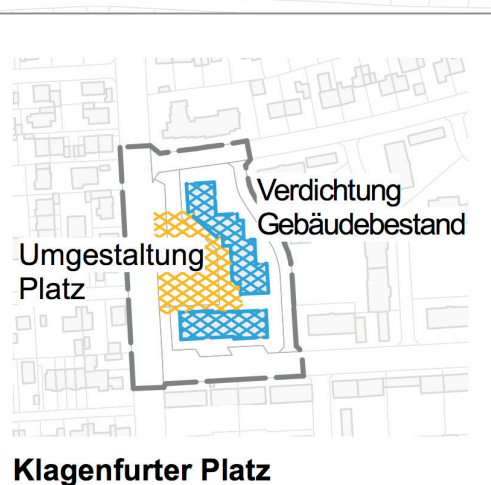 Verdichtung
Gebäudebestand
Umgestaltung
Platz
Klagenfurter Platz